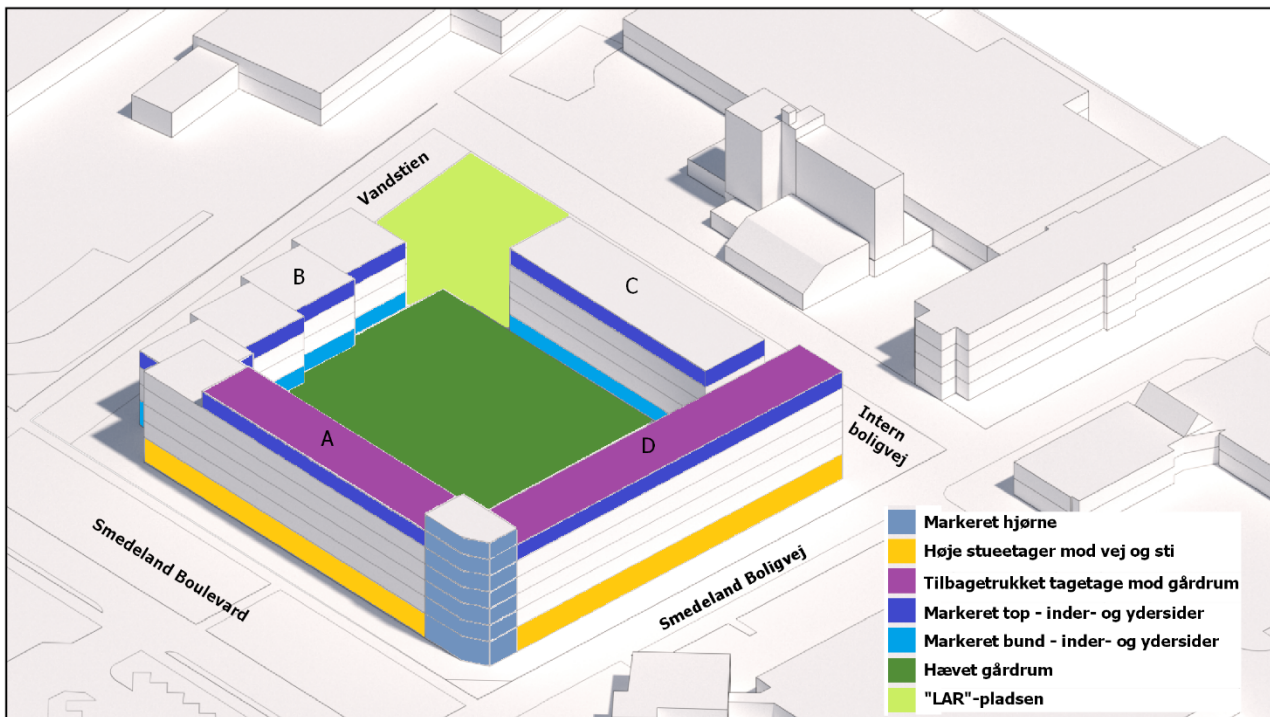 Vandstien
B
C
A
D
Intern
boligvej
Smedeland Boulevard
Smedeland Boligvej
Markeret hjørne
Høje stueetager mod vej og sti
Tilbagetrukket tagetage mod gårdrum
Markeret top - inder- og ydersider
Markeret bund - inder- og ydersider
Hævet gårdrum
"LAR"-pladsen